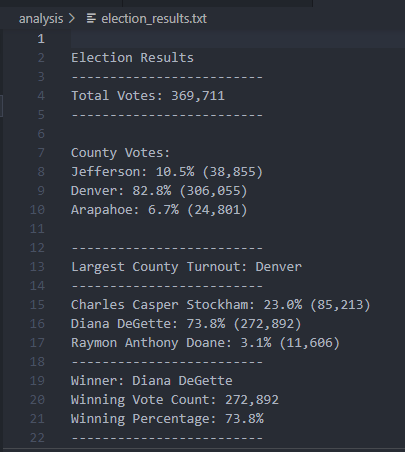 analysis > election_results.txt
1
2 Election Results
3 -------------------------
4 Total Votes: 369,711
5 -------------------------
6
7 County Votes:
8 Jefferson: 10.5% (38,855)
9 Denver: 82.8% (306,055)
10 Arapahoe: 6.7% (24,801)
11
12 -------------------------
13 Largest County Turnout: Denver
14 -------------------------
15 Charles Casper Stockham: 23.0% (85,213)
16 Diana DeGette: 73.8% (272,892)
17 Raymon Anthony Doane: 3.1% (11,606)
18 -------------------------
19 Winner: Diana DeGette
20 Winning Vote Count: 272,892
21 Winning Percentage: 73.8%
22 -------------------------